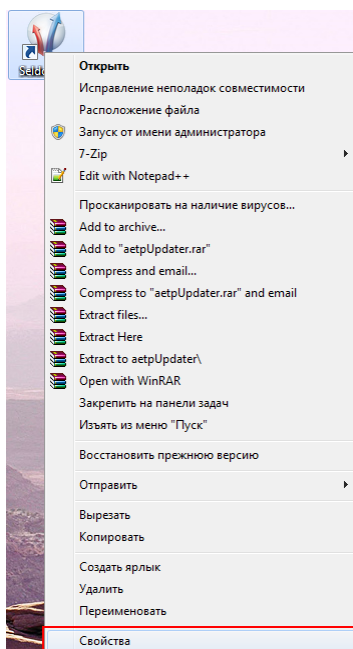 Открыть
Исправление неполадок совместимости
Расположение файла
Запуск от имени администратора
7-Zip
Edit with Notepad++
Просканировать на наличие вирусов...
Add to archive...
Add to "aetpUpdater.rar"
Compress and email...
Compress to "aetpUpdater.rar" and email
Extract files...
Extract Here
Extract to aetpUpdater\
Open with WinRAR
Закрепить на панели задач
Изъять из меню "Пуск"
Восстановить прежнюю версию
Отправить
Вырезать
Копировать
Создать ярлык
Удалить
Переименовать
Свойства